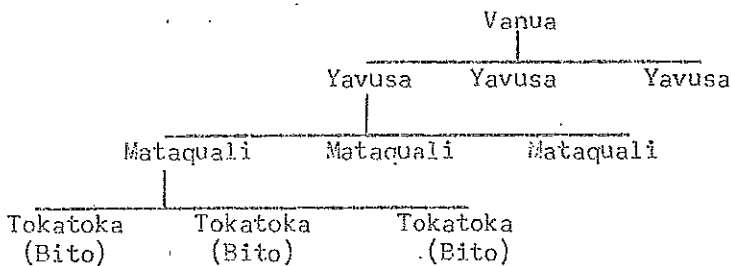 Vanua
Yavusa Yavusa Yavusa
Mataquali Mataquali Mataquali
Tokatoka Tokatoka Tokatoka
(Bito) (Bito) (Bito)